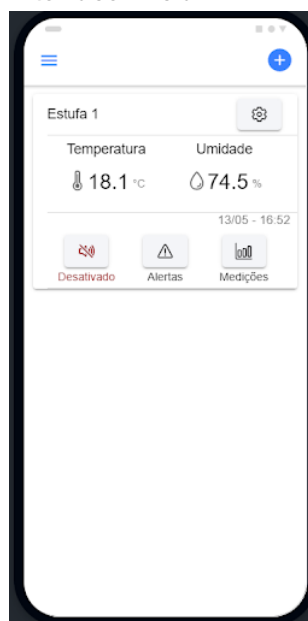 Estufa 1
Temperatura Umidade
18.1 °C 74.5 %
13/05 - 16:52
Desativado Alertas Medições